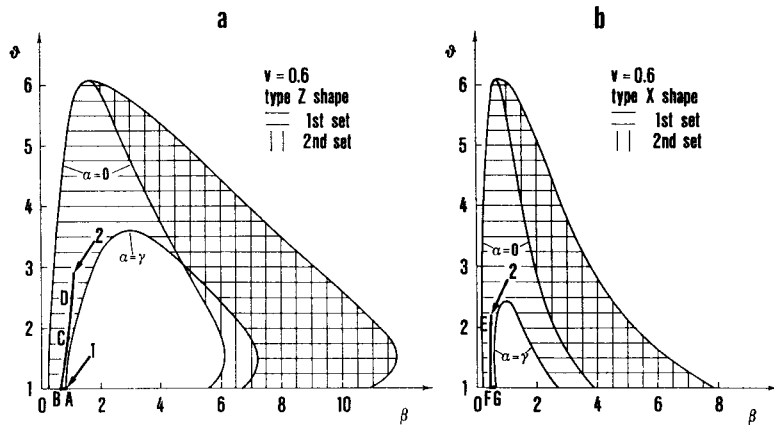 a
ϑ
6
5
4
3
2
1
v = 0.6
type Z shape
1st set
2nd set
α=0
α=γ
2
D
C
1
B A
0 2 4 6 8 10 β
b
ϑ
6
5
4
3
2
1
v = 0.6
type X shape
1st set
2nd set
α=0
2
E
α=γ
F G
0 2 4 6 8 β